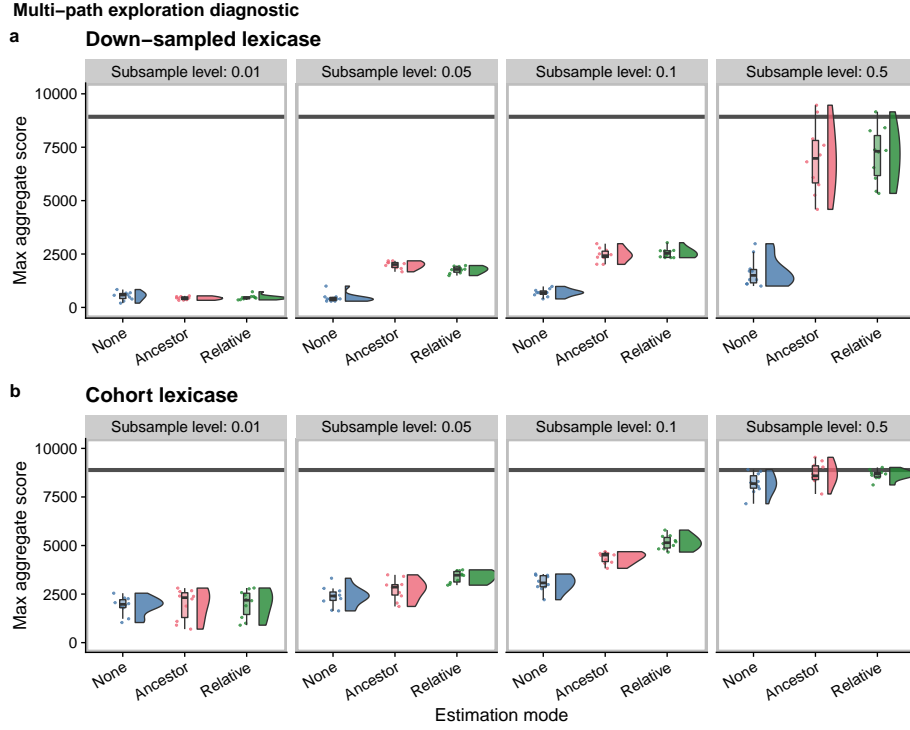 Multi−path exploration diagnostic
a Down−sampled lexicase
Subsample level: 0.01 Subsample level: 0.05 Subsample level: 0.1 Subsample level: 0.5
Max aggregate score
10000
7500
5000
2500
0
None Ancestor Relative None Ancestor Relative None Ancestor Relative None Ancestor Relative
b Cohort lexicase
Subsample level: 0.01 Subsample level: 0.05 Subsample level: 0.1 Subsample level: 0.5
Max aggregate score
10000
7500
5000
2500
0
None Ancestor Relative None Ancestor Relative None Ancestor Relative None Ancestor Relative
Estimation mode